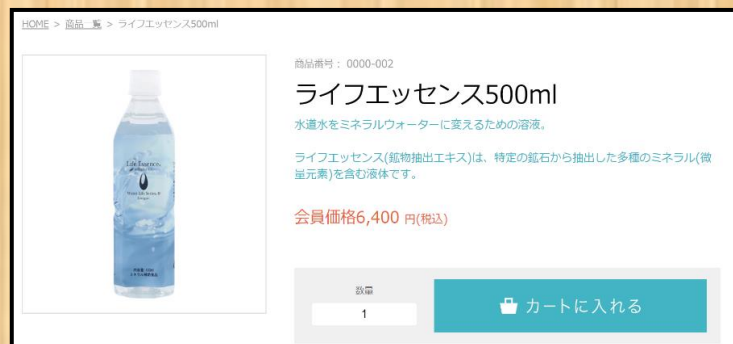 HOME > 商品一覧 > ライフエッセンス500ml
商品番号： 0000-002
ライフエッセンス500ml
水道水をミネラルウォーターに変えるための溶液。
ライフエッセンス(鉱物抽出エキス)は、特定の鉱石から抽出した多種のミネラル(微
量元素)を含む液体です。
会員価格6,400 円(税込)
数量
1
カートに入れる
Life Essence